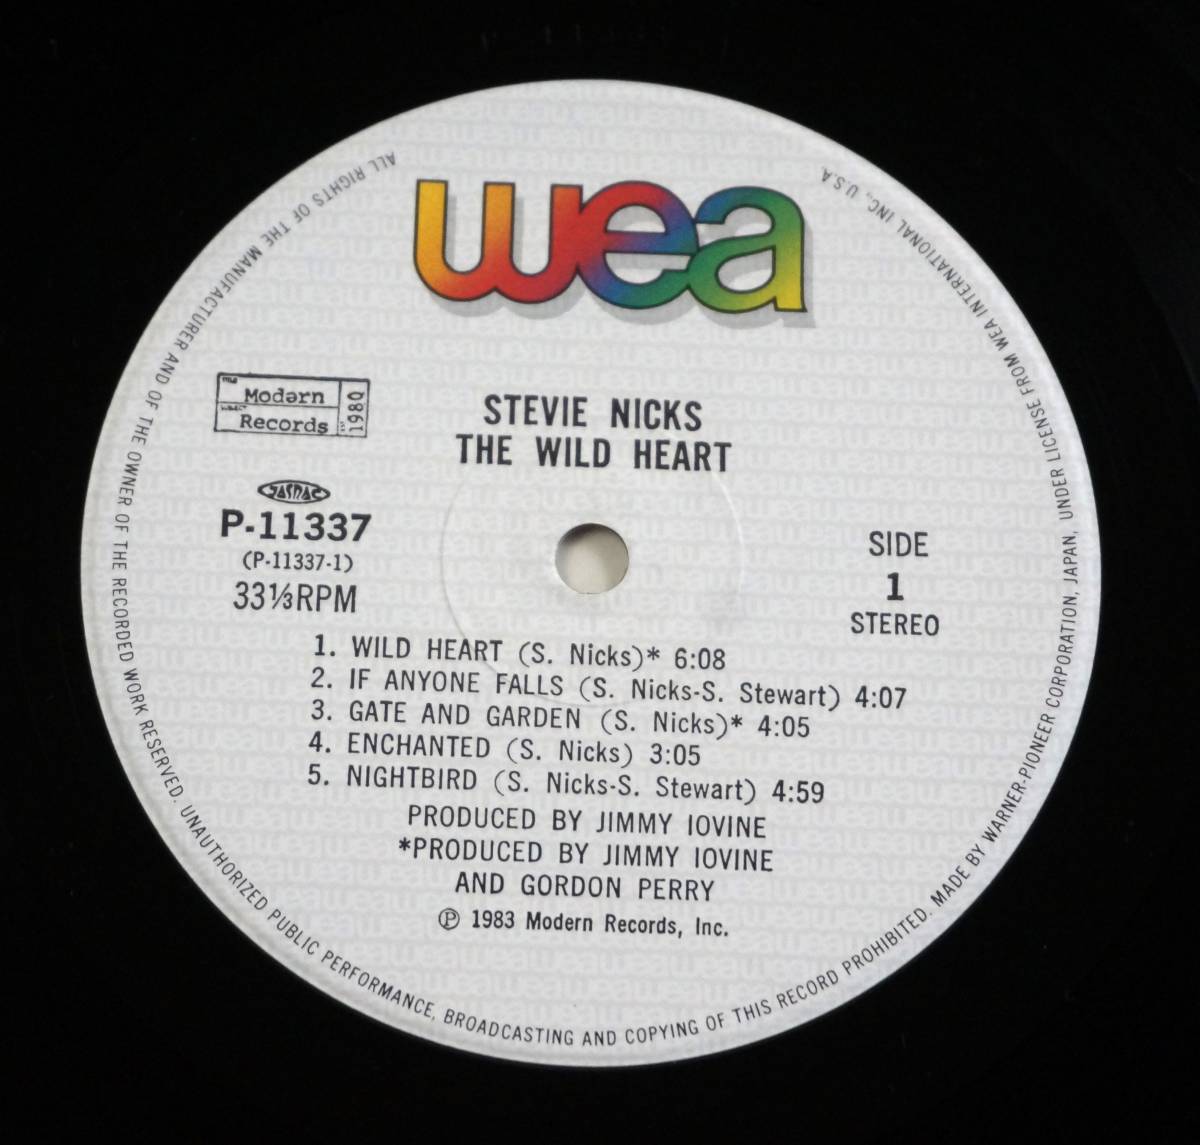 wea
Modern
Records
1980
STEVIE NICKS
THE WILD HEART
JASRAC
P-11337
(P-11337-1)
33⅓RPM
SIDE
1
STEREO
1. WILD HEART (S. Nicks)* 6:08
2. IF ANYONE FALLS (S. Nicks-S. Stewart) 4:07
3. GATE AND GARDEN (S. Nicks)* 4:05
4. ENCHANTED (S. Nicks) 3:05
5. NIGHTBIRD (S. Nicks-S. Stewart) 4:59
PRODUCED BY JIMMY IOVINE
*PRODUCED BY JIMMY IOVINE
AND GORDON PERRY
Ⓟ 1983 Modern Records, Inc.
ALL RIGHTS OF THE MANUFACTURER AND OF THE OWNER OF THE RECORDED WORK RESERVED. UNAUTHORIZED PUBLIC PERFORMANCE, BROADCASTING AND COPYING OF THIS RECORD PROHIBITED. MADE BY WARNER-PIONEER CORPORATION, JAPAN, UNDER LICENSE FROM WEA INTERNATIONAL INC., U.S.A